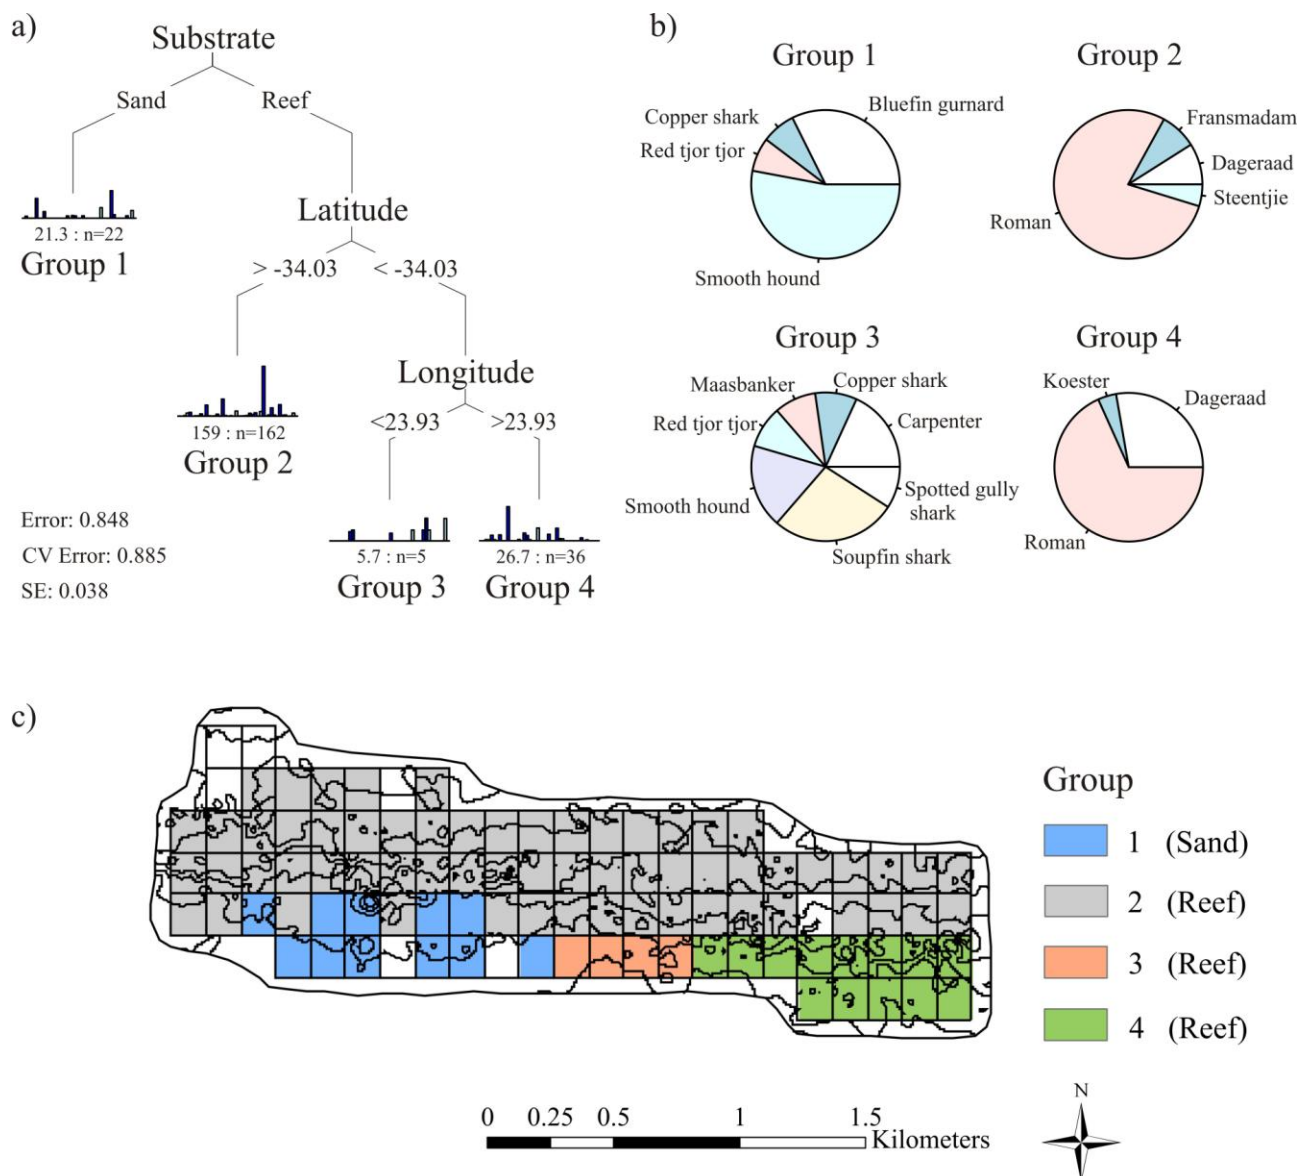 a)
Substrate
Sand
Reef
21.3 : n=22
Group 1
Latitude
> -34.03
< -34.03
159 : n=162
Group 2
Longitude
<23.93
>23.93
5.7 : n=5
Group 3
26.7 : n=36
Group 4
Error: 0.848
CV Error: 0.885
SE: 0.038
b)
Group 1
Copper shark
Bluefin gurnard
Red tjor tjor
Smooth hound
Group 2
Fransmadam
Dageraad
Steentjie
Roman
Group 3
Maasbanker
Copper shark
Red tjor tjor
Carpenter
Smooth hound
Spotted gully
shark
Soupfin shark
Group 4
Koester
Dageraad
Roman
c)
Group
1 (Sand)
2 (Reef)
3 (Reef)
4 (Reef)
0 0.25 0.5 1 1.5
Kilometers
N